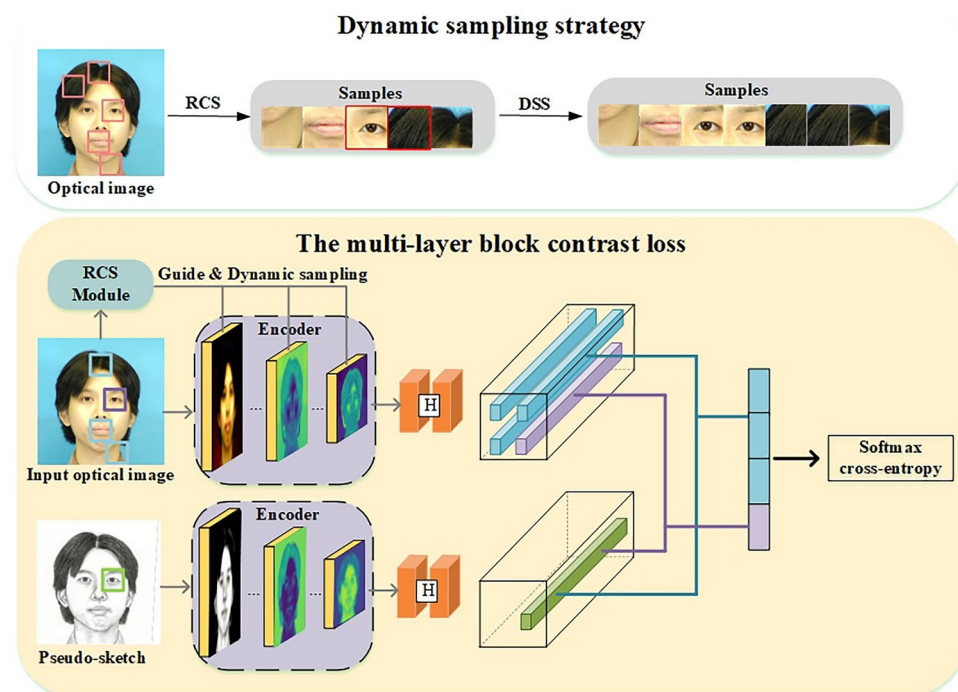 Dynamic sampling strategy
RCS
Samples
DSS
Samples
Optical image
The multi-layer block contrast loss
RCS
Module
Guide & Dynamic sampling
Encoder
...
...
H
Input optical image
Softmax
cross-entropy
Encoder
...
...
H
Pseudo-sketch